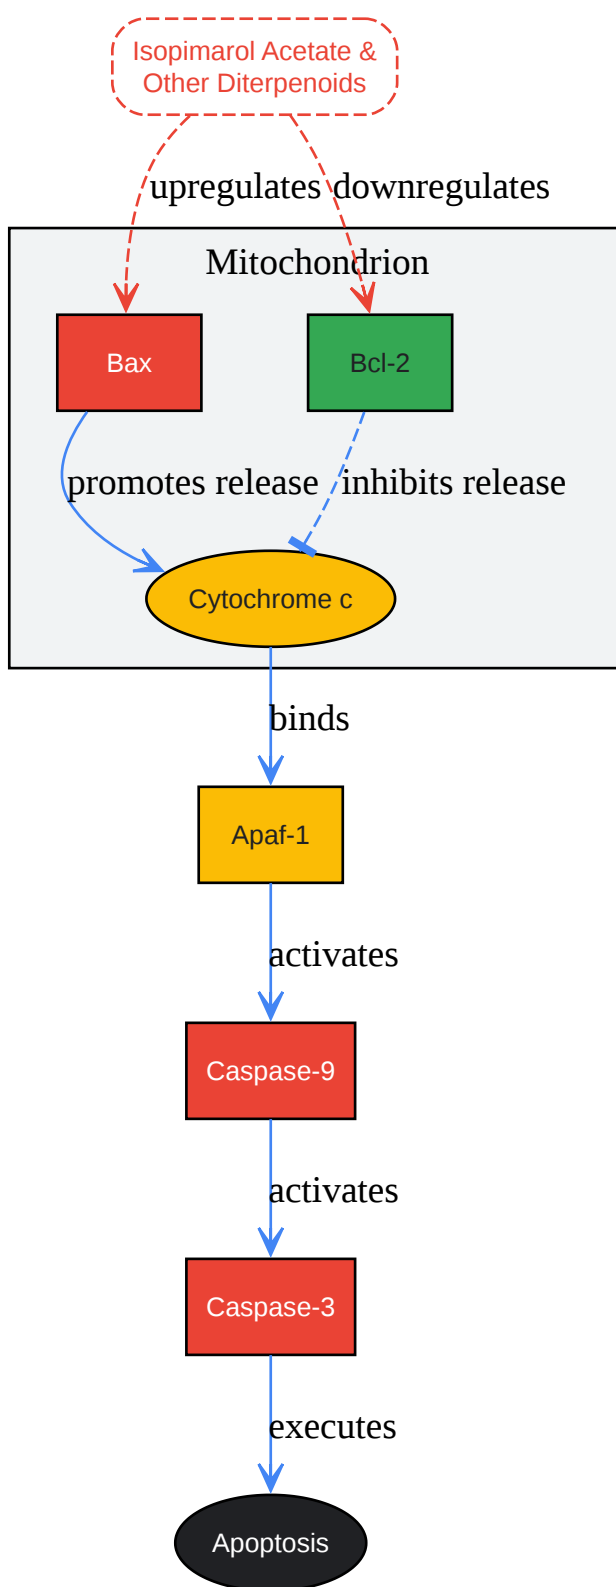 Isopimarol Acetate &
Other Diterpenoids
upregulates
downregulates
Mitochondrion
Bax
Bcl-2
promotes release
inhibits release
Cytochrome c
binds
Apaf-1
activates
Caspase-9
activates
Caspase-3
executes
Apoptosis